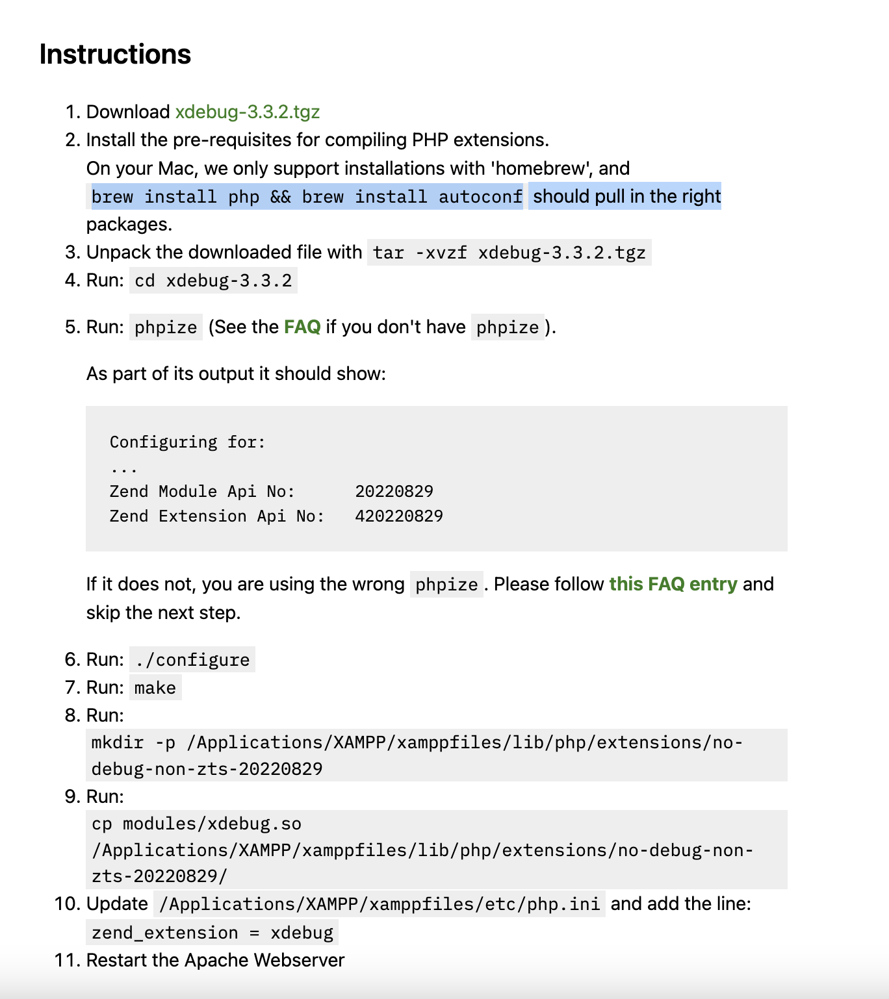 Instructions
1. Download xdebug-3.3.2.tgz
2. Install the pre-requisites for compiling PHP extensions.
On your Mac, we only support installations with 'homebrew', and
brew install php && brew install autoconf should pull in the right
packages.
3. Unpack the downloaded file with tar -xvzf xdebug-3.3.2.tgz
4. Run: cd xdebug-3.3.2
5. Run: phpize (See the FAQ if you don't have phpize ).
As part of its output it should show:
Configuring for:
...
Zend Module Api No: 20220829
Zend Extension Api No: 420220829
If it does not, you are using the wrong phpize . Please follow this FAQ entry and
skip the next step.
6. Run: ./configure
7. Run: make
8. Run:
mkdir -p /Applications/XAMPP/xamppfiles/lib/php/extensions/no-
debug-non-zts-20220829
9. Run:
cp modules/xdebug.so
/Applications/XAMPP/xamppfiles/lib/php/extensions/no-debug-non-
zts-20220829/
10. Update /Applications/XAMPP/xamppfiles/etc/php.ini and add the line:
zend_extension = xdebug
11. Restart the Apache Webserver